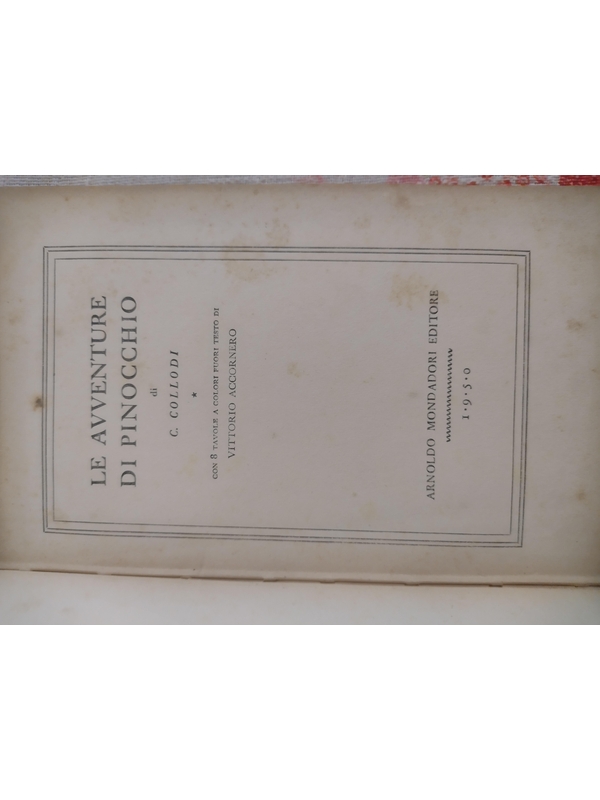 LE AVVENTURE
DI PINOCCHIO
di
C. COLLODI
★
CON 8 TAVOLE A COLORI FUORI TESTO DI
VITTORIO ACCORNERO
ARNOLDO MONDADORI EDITORE
1·9·5·0